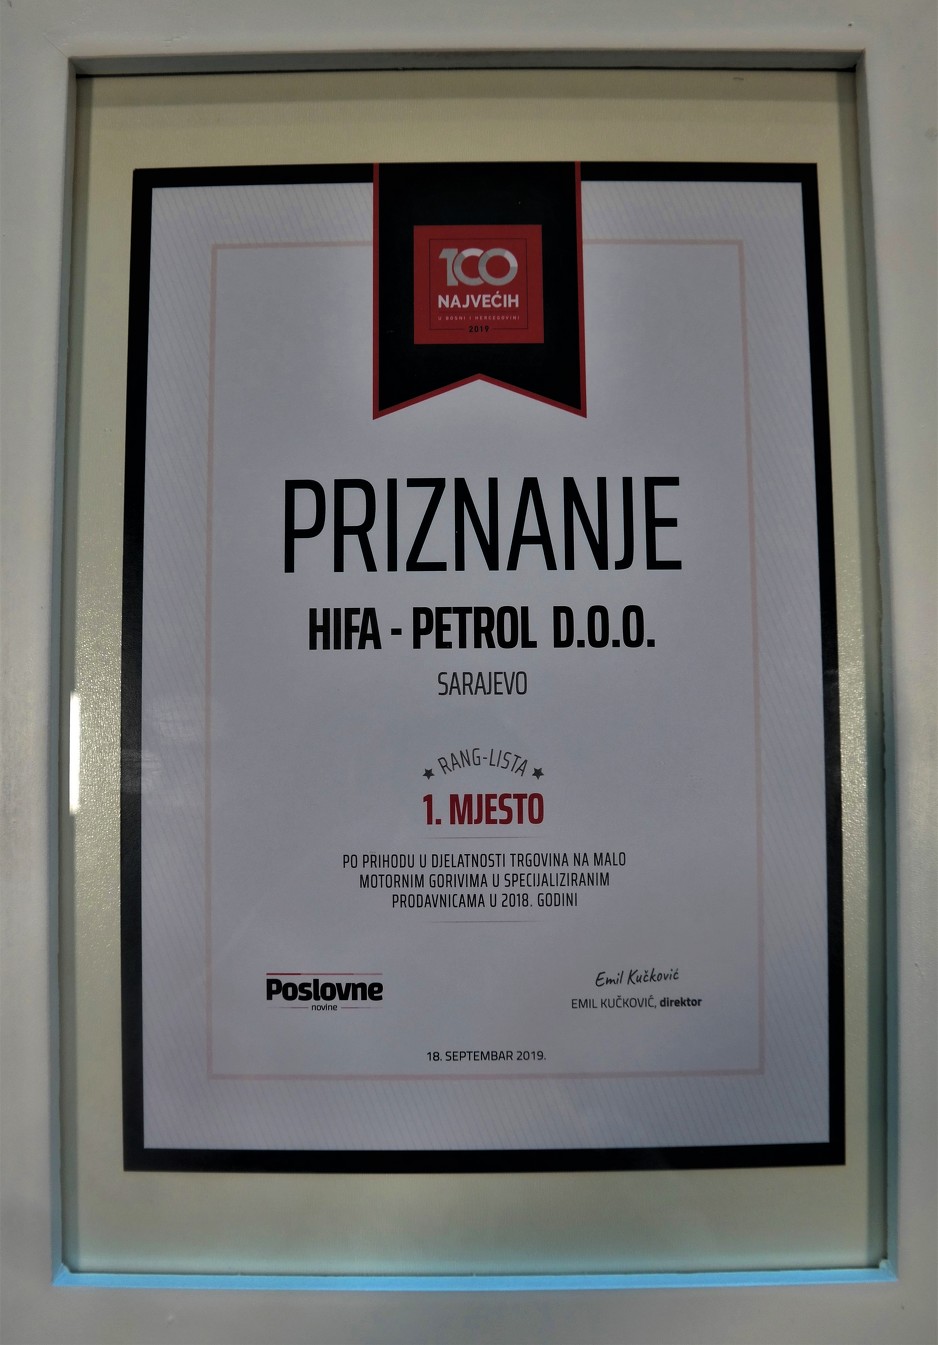 100
NAJVEĆIH
U BOSNI I HERCEGOVINI
2019
PRIZNANJE
HIFA - PETROL D.O.O.
SARAJEVO
RANG-LISTA
1. MJESTO
PO PRIHODU U DJELATNOSTI TRGOVINA NA MALO
MOTORNIM GORIVIMA U SPECIJALIZIRANIM
PRODAVNICAMA U 2018. GODINI
Poslovne
novine
Emil Kučković
EMIL KUČKOVIĆ, direktor
18. SEPTEMBAR 2019.